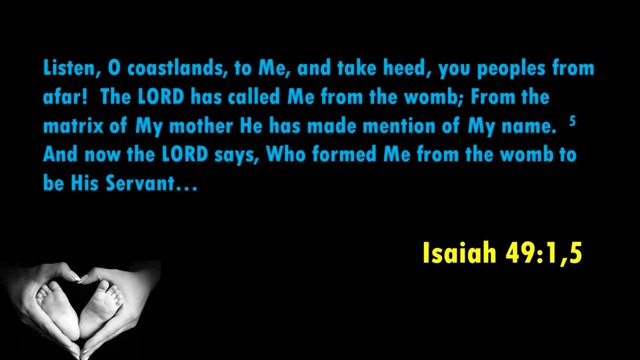 Listen, O coastlands, to Me, and take heed, you peoples from
afar!  The LORD has called Me from the womb; From the
matrix of My mother He has made mention of My name.  5
And now the LORD says, Who formed Me from the womb to
be His Servant…
Isaiah 49:1,5